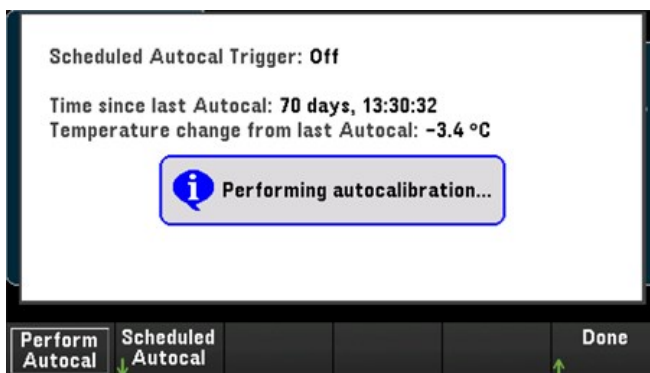 Scheduled Autocal Trigger: Off
Time since last Autocal: 70 days, 13:30:32
Temperature change from last Autocal: -3.4 °C
Performing autocalibration...
Perform Scheduled Done
Autocal Autocal